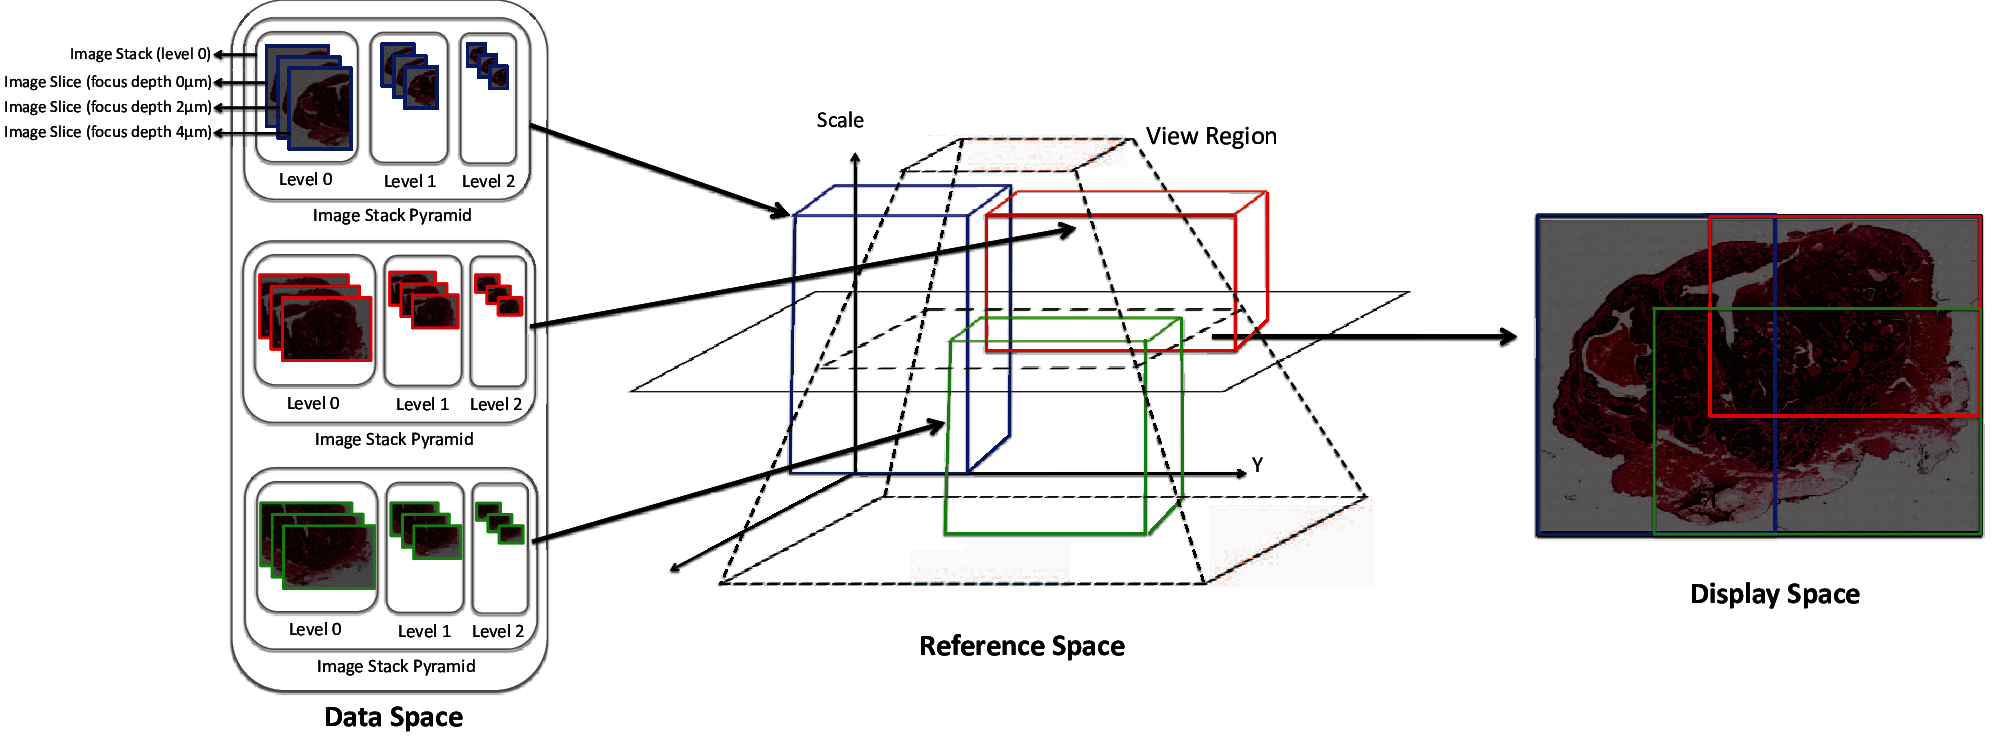 Image Stack (level 0)
Image Slice (focus depth 0µm)
Image Slice (focus depth 2µm)
Image Slice (focus depth 4µm)
Level 0
Level 1
Level 2
Image Stack Pyramid
Level 0
Level 1
Level 2
Image Stack Pyramid
Level 0
Level 1
Level 2
Image Stack Pyramid
Data Space
Scale
View Region
Y
Reference Space
Display Space